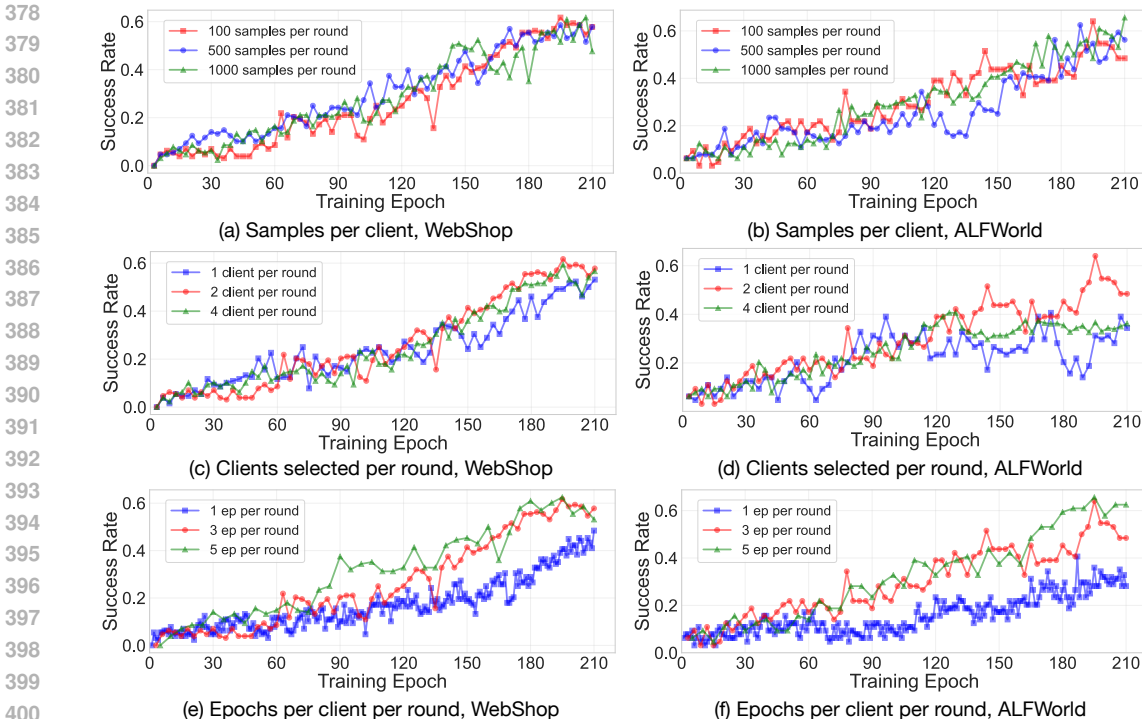 378
379
380
381
382
383
384
385
386
387
388
389
390
391
392
393
394
395
396
397
398
399
400
Success Rate
0.6
0.4
0.2
0.0
100 samples per round
500 samples per round
1000 samples per round
0 30 60 90 120 150 180 210
Training Epoch
(a) Samples per client, WebShop
Success Rate
0.6
0.4
0.2
0.0
100 samples per round
500 samples per round
1000 samples per round
0 30 60 90 120 150 180 210
Training Epoch
(b) Samples per client, ALFWorld
Success Rate
0.6
0.4
0.2
0.0
1 client per round
2 client per round
4 client per round
0 30 60 90 120 150 180 210
Training Epoch
(c) Clients selected per round, WebShop
Success Rate
0.6
0.4
0.2
1 client per round
2 client per round
4 client per round
0 30 60 90 120 150 180 210
Training Epoch
(d) Clients selected per round, ALFWorld
Success Rate
0.6
0.4
0.2
0.0
1 ep per round
3 ep per round
5 ep per round
0 30 60 90 120 150 180 210
Training Epoch
(e) Epochs per client per round, WebShop
Success Rate
0.6
0.4
0.2
0.0
1 ep per round
3 ep per round
5 ep per round
0 30 60 90 120 150 180 210
Training Epoch
(f) Epochs per client per round, ALFWorld